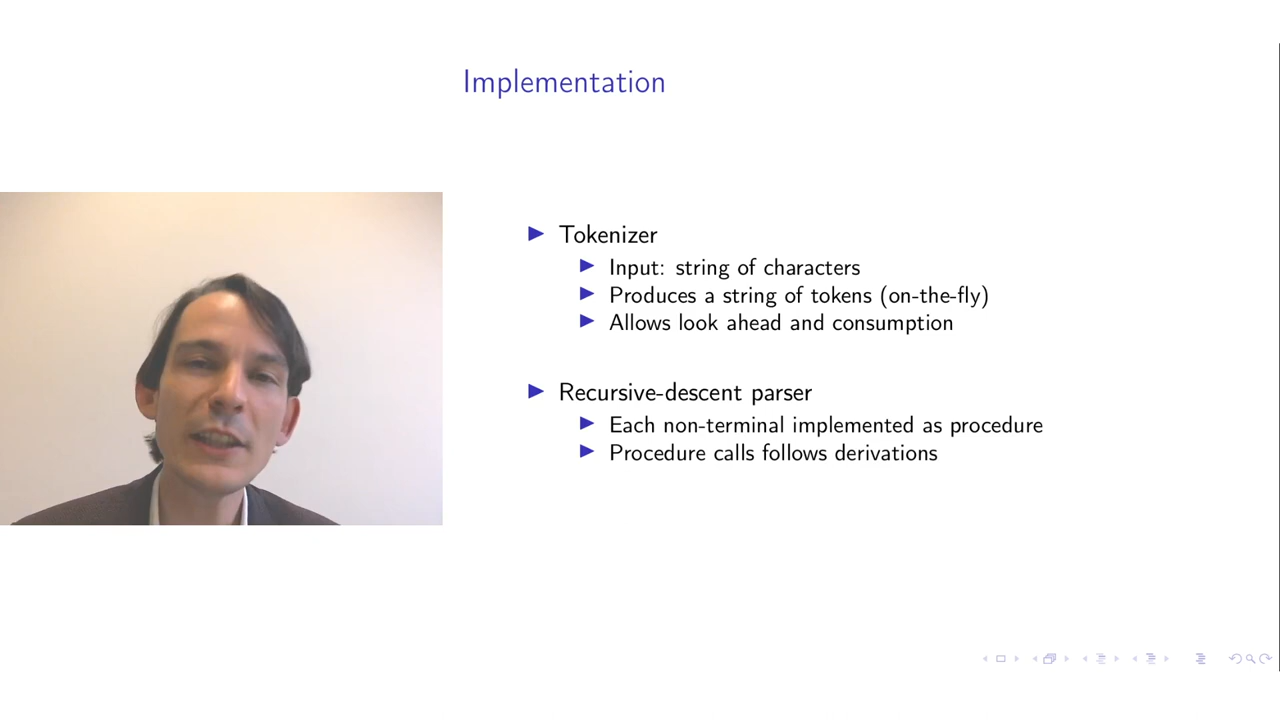 Implementation
Tokenizer
Input: string of characters
Produces a string of tokens (on-the-fly)
Allows look ahead and consumption
Recursive-descent parser
Each non-terminal implemented as procedure
Procedure calls follows derivations